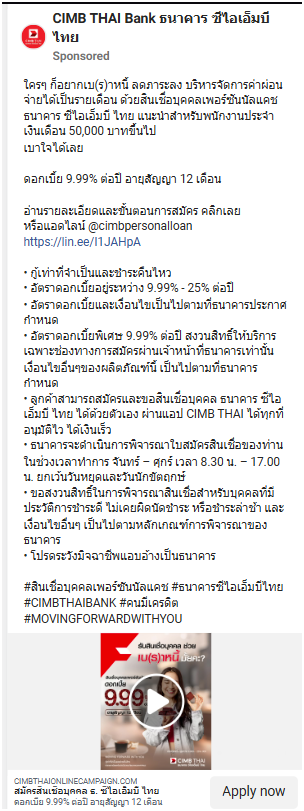 CIMB THAI Bank ธนาคาร ซีไอเอ็มบี
ไทย
Sponsored
ใครๆ ก็อยากเบ(ร)าหนี้ ลดภาระลง บริหารจัดการค่าผ่อน
จ่ายได้เป็นรายเดือน ด้วยสินเชื่อบุคคลเพอร์ซันนัลแคช
ธนาคาร ซีไอเอ็มบี ไทย แนะนำสำหรับพนักงานประจำ
เงินเดือน 50,000 บาทขึ้นไป
เบาใจได้เลย
ดอกเบี้ย 9.99% ต่อปี อายุสัญญา 12 เดือน
อ่านรายละเอียดและขั้นตอนการสมัคร คลิกเลย
หรือแอดไลน์ @cimbpersonalloan
https://lin.ee/I1JAHpA
• กู้เท่าที่จำเป็นและชำระคืนไหว
• อัตราดอกเบี้ยอยู่ระหว่าง 9.99% - 25% ต่อปี
• อัตราดอกเบี้ยและเงื่อนไขเป็นไปตามที่ธนาคารประกาศ
กำหนด
• อัตราดอกเบี้ยพิเศษ 9.99% ต่อปี สงวนสิทธิ์ให้บริการ
เฉพาะช่องทางการสมัครผ่านเจ้าหน้าที่ธนาคารเท่านั้น
เงื่อนไขอื่นๆของผลิตภัณฑ์นี้ เป็นไปตามที่ธนาคาร
กำหนด
• ลูกค้าสามารถสมัครและขอสินเชื่อบุคคล ธนาคาร ซีไอ
เอ็มบี ไทย ได้ด้วยตัวเอง ผ่านแอป CIMB THAI ได้ทุกที่
อนุมัติไว ได้เงินเร็ว
• ธนาคารจะดำเนินการพิจารณาใบสมัครสินเชื่อของท่าน
ในช่วงเวลาทำการ จันทร์ – ศุกร์ เวลา 8.30 น. – 17.00
น. ยกเว้นวันหยุดและวันนักขัตฤกษ์
• ขอสงวนสิทธิ์ในการพิจารณาสินเชื่อสำหรับบุคคลที่มี
ประวัติการชำระดี ไม่เคยผิดนัดชำระ หรือชำระล่าช้า และ
เงื่อนไขอื่นๆ เป็นไปตามหลักเกณฑ์การพิจารณาของ
ธนาคาร
• โปรดระวังมิจฉาชีพแอบอ้างเป็นธนาคาร
#สินเชื่อบุคคลเพอร์ซันนัลแคช #ธนาคารซีไอเอ็มบีไทย
#CIMBTHAIBANK #คนมีเครดิต
#MOVINGFORWARDWITHYOU
รับสินเชื่อบุคคล ช่วย
เบ(ร)าหนี้ มั้ยคะ?
ดอกเบี้ย
9.99
อายุสัญญา 12 เดือน
CIMB THAI
CIMBTHAIONLINECAMPAIGN.COM
สมัครสินเชื่อบุคคล ธ. ซีไอเอ็มบี ไทย
ดอกเบี้ย 9.99% ต่อปี อายุสัญญา 12 เดือน
Apply now